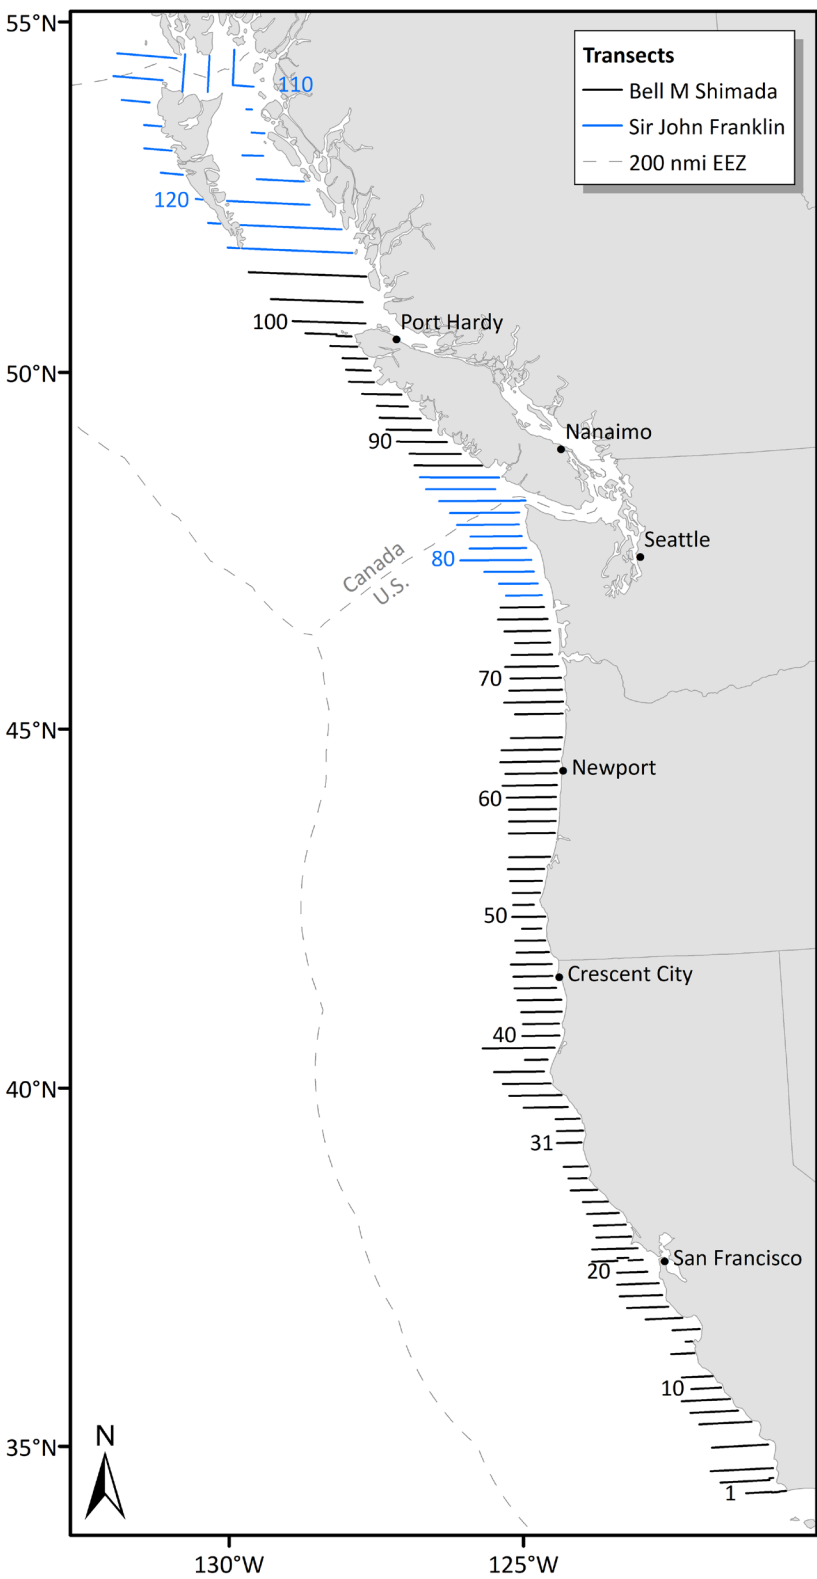 55°N
Transects
Bell M Shimada
Sir John Franklin
200 nmi EEZ
110
120
100
Port Hardy
50°N
Nanaimo
90
Seattle
80
Canada
U.S.
70
45°N
Newport
60
50
Crescent City
40
40°N
31
San Francisco
20
10
N
35°N
1
130°W
125°W